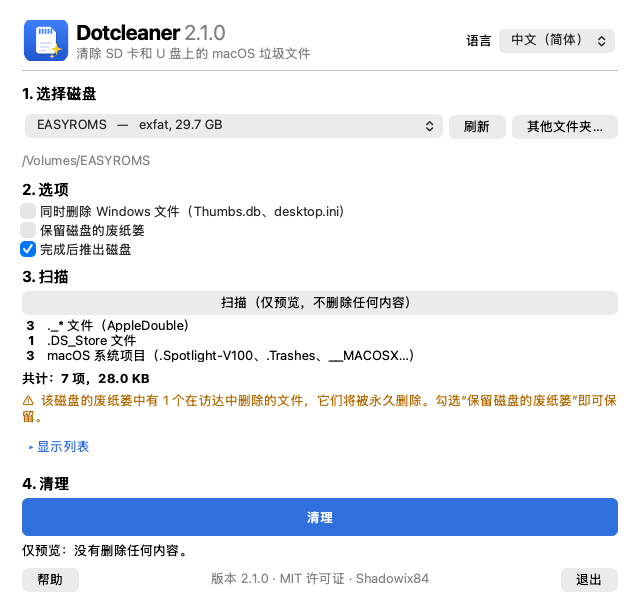 Dotcleaner 2.1.0
清除 SD 卡和 U 盘上的 macOS 垃圾文件
语言
中文（简体）
1. 选择磁盘
EASYROMS — exfat, 29.7 GB
刷新
其他文件夹...
/Volumes/EASYROMS
2. 选项
同时删除 Windows 文件（Thumbs.db、desktop.ini）
保留磁盘的废纸篓
完成后推出磁盘
3. 扫描
扫描（仅预览，不删除任何内容）
3 ._* 文件（AppleDouble）
1 .DS_Store 文件
3 macOS 系统项目（.Spotlight-V100、.Trashes、__MACOSX...）
共计：7 项，28.0 KB
⚠ 该磁盘的废纸篓中有 1 个在访达中删除的文件，它们将被永久删除。勾选“保留磁盘的废纸篓”即可保
留。
▸ 显示列表
4. 清理
清理
仅预览：没有删除任何内容。
帮助
版本 2.1.0 · MIT 许可证 · Shadowix84
退出